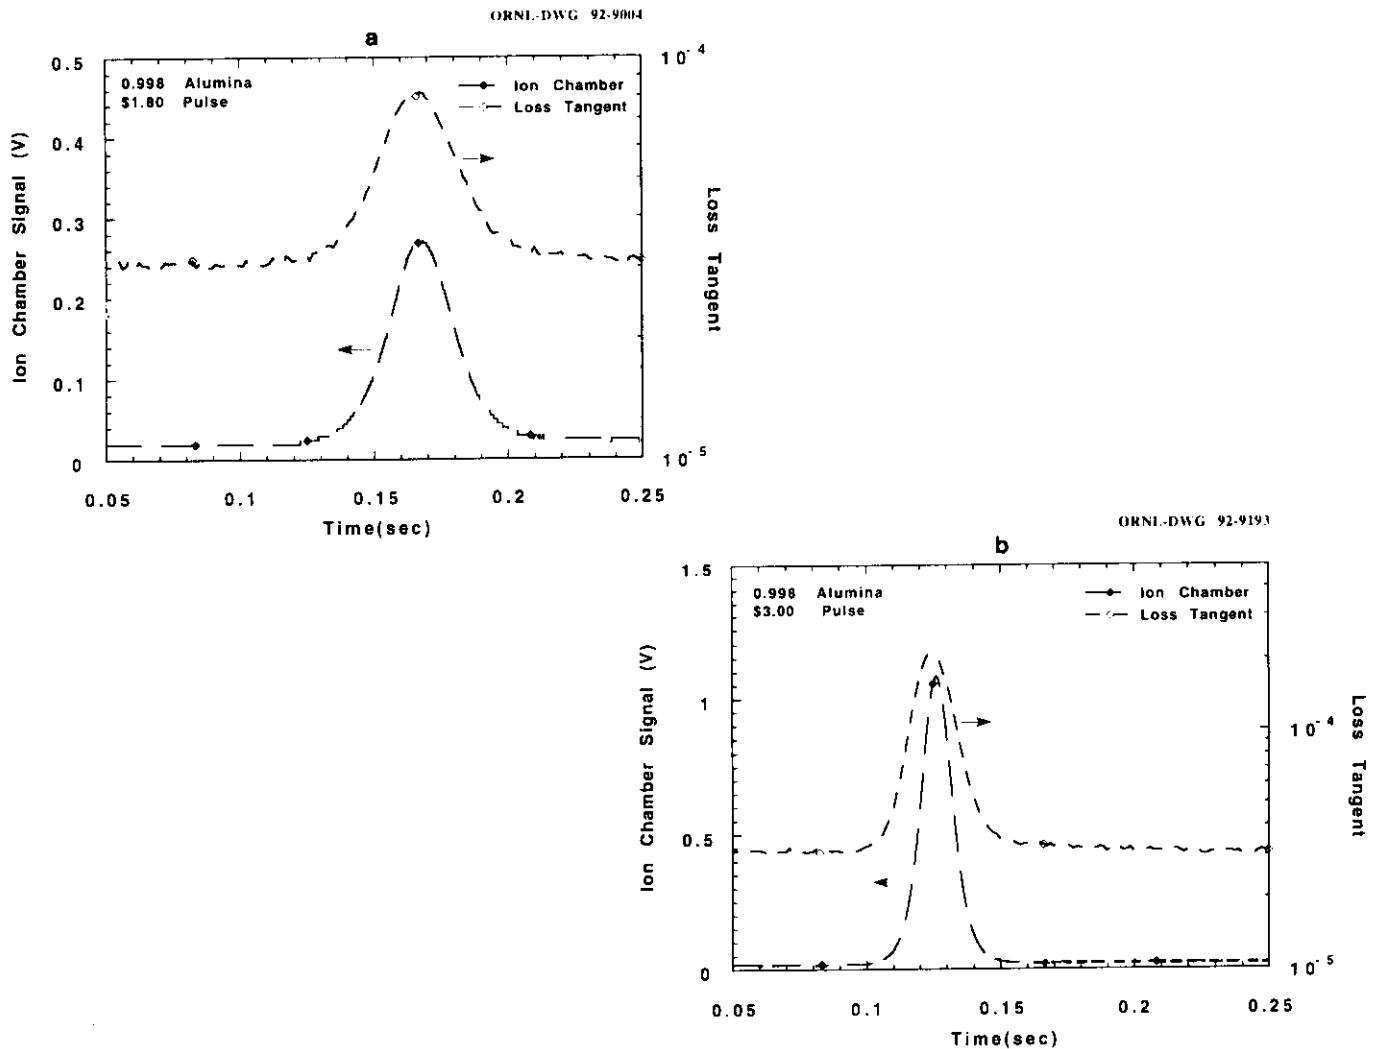 ORNL-DWG 92-9004
a
0.998 Alumina
$1.80 Pulse
Ion Chamber
Loss Tangent
0.5
0.4
0.3
0.2
0.1
0
Ion Chamber Signal (V)
10-4
10-5
Loss Tangent
0.05 0.1 0.15 0.2 0.25
Time(sec)
ORNL-DWG 92-9193
b
0.998 Alumina
$3.00 Pulse
Ion Chamber
Loss Tangent
1.5
1
0.5
0
Ion Chamber Signal (V)
10-4
10-5
Loss Tangent
0.05 0.1 0.15 0.2 0.25
Time(sec)